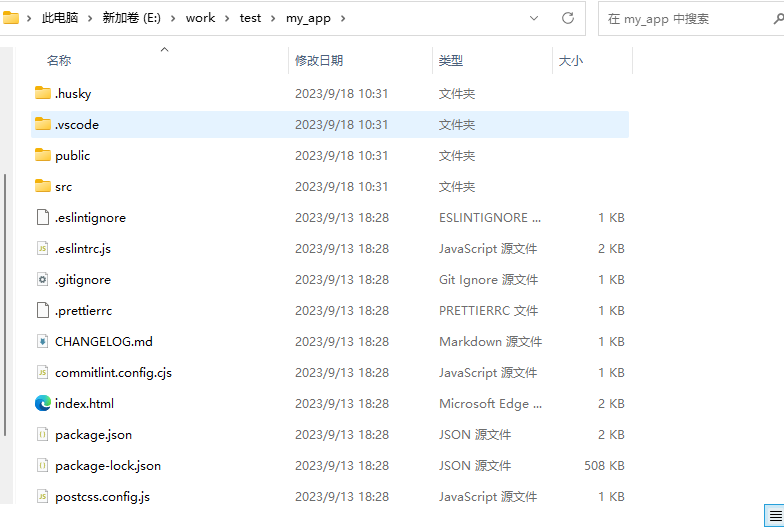 此电脑 › 新加卷 (E:) › work › test › my_app › 在 my_app 中搜索
名称 修改日期 类型 大小
.husky 2023/9/18 10:31 文件夹
.vscode 2023/9/18 10:31 文件夹
public 2023/9/18 10:31 文件夹
src 2023/9/18 10:31 文件夹
.eslintignore 2023/9/13 18:28 ESLINTIGNORE ... 1 KB
.eslintrc.js 2023/9/13 18:28 JavaScript 源文件 2 KB
.gitignore 2023/9/13 18:28 Git Ignore 源文件 1 KB
.prettierrc 2023/9/13 18:28 PRETTIERRC 文件 1 KB
CHANGELOG.md 2023/9/13 18:28 Markdown 源文件 1 KB
commitlint.config.cjs 2023/9/13 18:28 JavaScript 源文件 1 KB
index.html 2023/9/13 18:28 Microsoft Edge ... 2 KB
package.json 2023/9/13 18:28 JSON 源文件 2 KB
package-lock.json 2023/9/13 18:28 JSON 源文件 508 KB
postcss.config.js 2023/9/13 18:28 JavaScript 源文件 1 KB